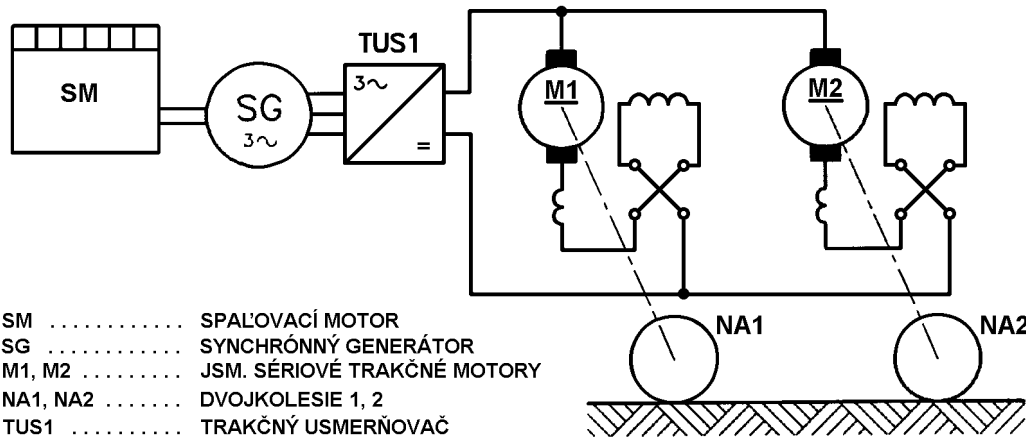 TUS1
SM
SG
3~
3~
=
M1
M2
NA1
NA2
SM ............ SPAĽOVACÍ MOTOR
SG ............ SYNCHRÓNNÝ GENERÁTOR
M1, M2 ......... JSM. SÉRIOVÉ TRAKČNÉ MOTORY
NA1, NA2 ....... DVOJKOLESIE 1, 2
TUS1 .......... TRAKČNÝ USMERŇOVAČ